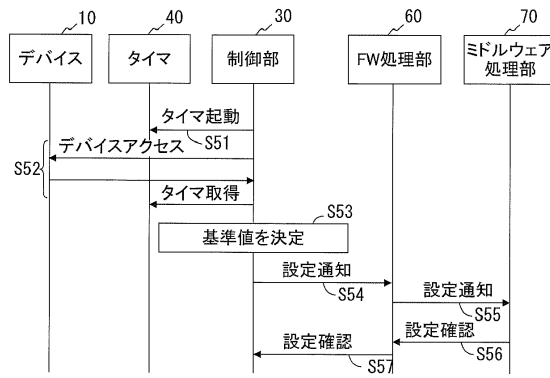 10
40
30
60
70
デバイス
タイマ
制御部
FW処理部
ミドルウェア
処理部
タイマ起動
S51
デバイスアクセス
S52
タイマ取得
S53
基準値を決定
設定通知
S54
設定通知
S55
設定確認
S56
設定確認
S57